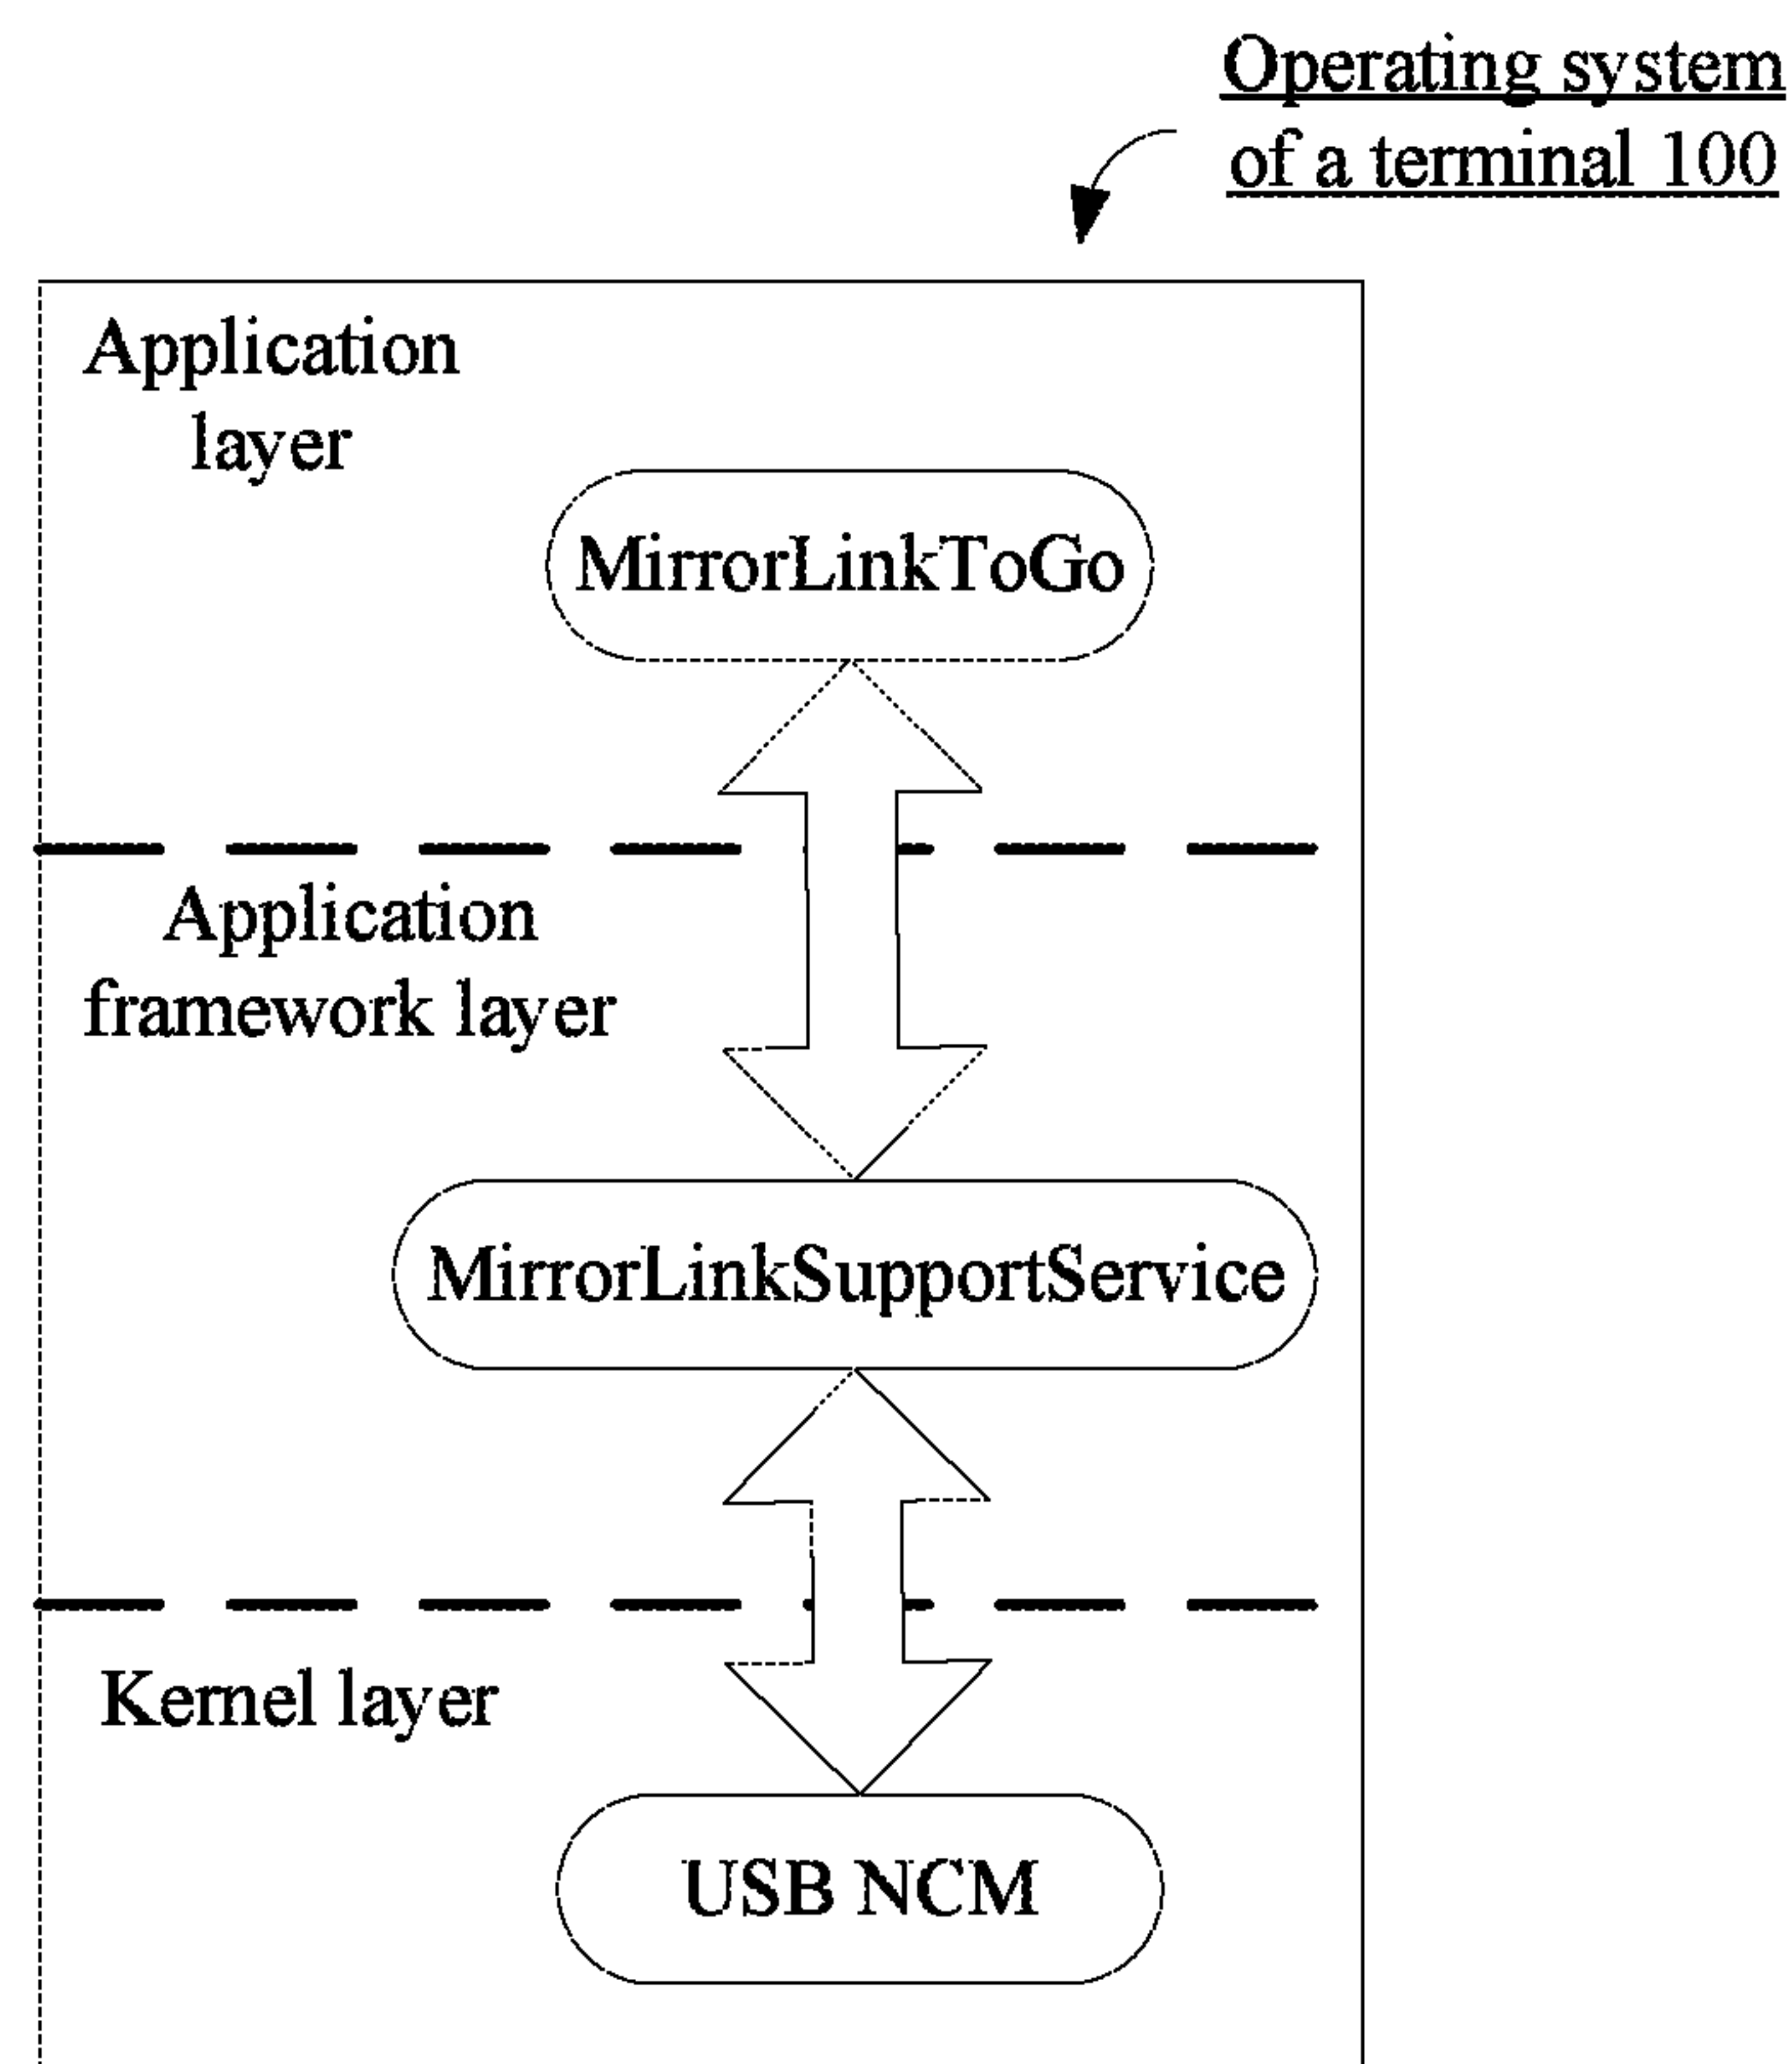 Operating system
of a terminal 100
Application
layer
MirrorLinkToGo
Application
framework layer
MirrorLinkSupportService
Kernel layer
USB NCM